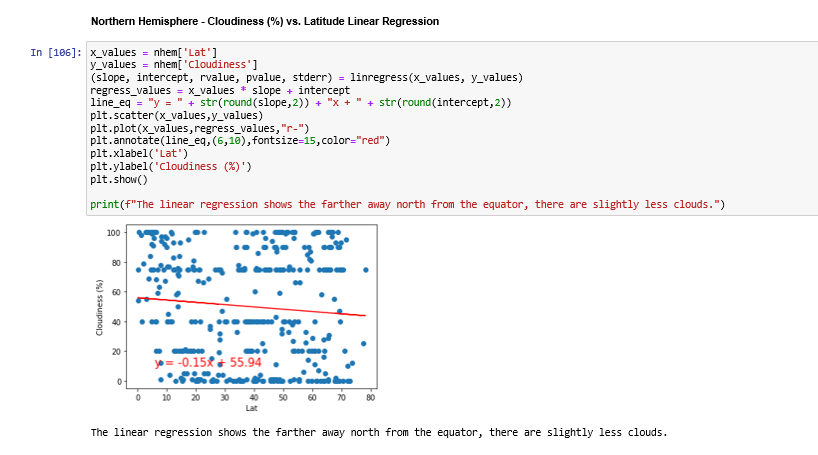 Northern Hemisphere - Cloudiness (%) vs. Latitude Linear Regression
In [106]: x_values = nhem['Lat']
y_values = nhem['Cloudiness']
(slope, intercept, rvalue, pvalue, stderr) = linregress(x_values, y_values)
regress_values = x_values * slope + intercept
line_eq = "y = " + str(round(slope,2)) + "x + " + str(round(intercept,2))
plt.scatter(x_values,y_values)
plt.plot(x_values,regress_values,"r-")
plt.annotate(line_eq,(6,10),fontsize=15,color="red")
plt.xlabel('Lat')
plt.ylabel('Cloudiness (%)')
plt.show()
print(f"The linear regression shows the farther away north from the equator, there are slightly less clouds.")
100
80
60
40
20
0
Cloudiness (%)
y = -0.15x + 55.94
0 10 20 30 40 50 60 70 80
Lat
The linear regression shows the farther away north from the equator, there are slightly less clouds.